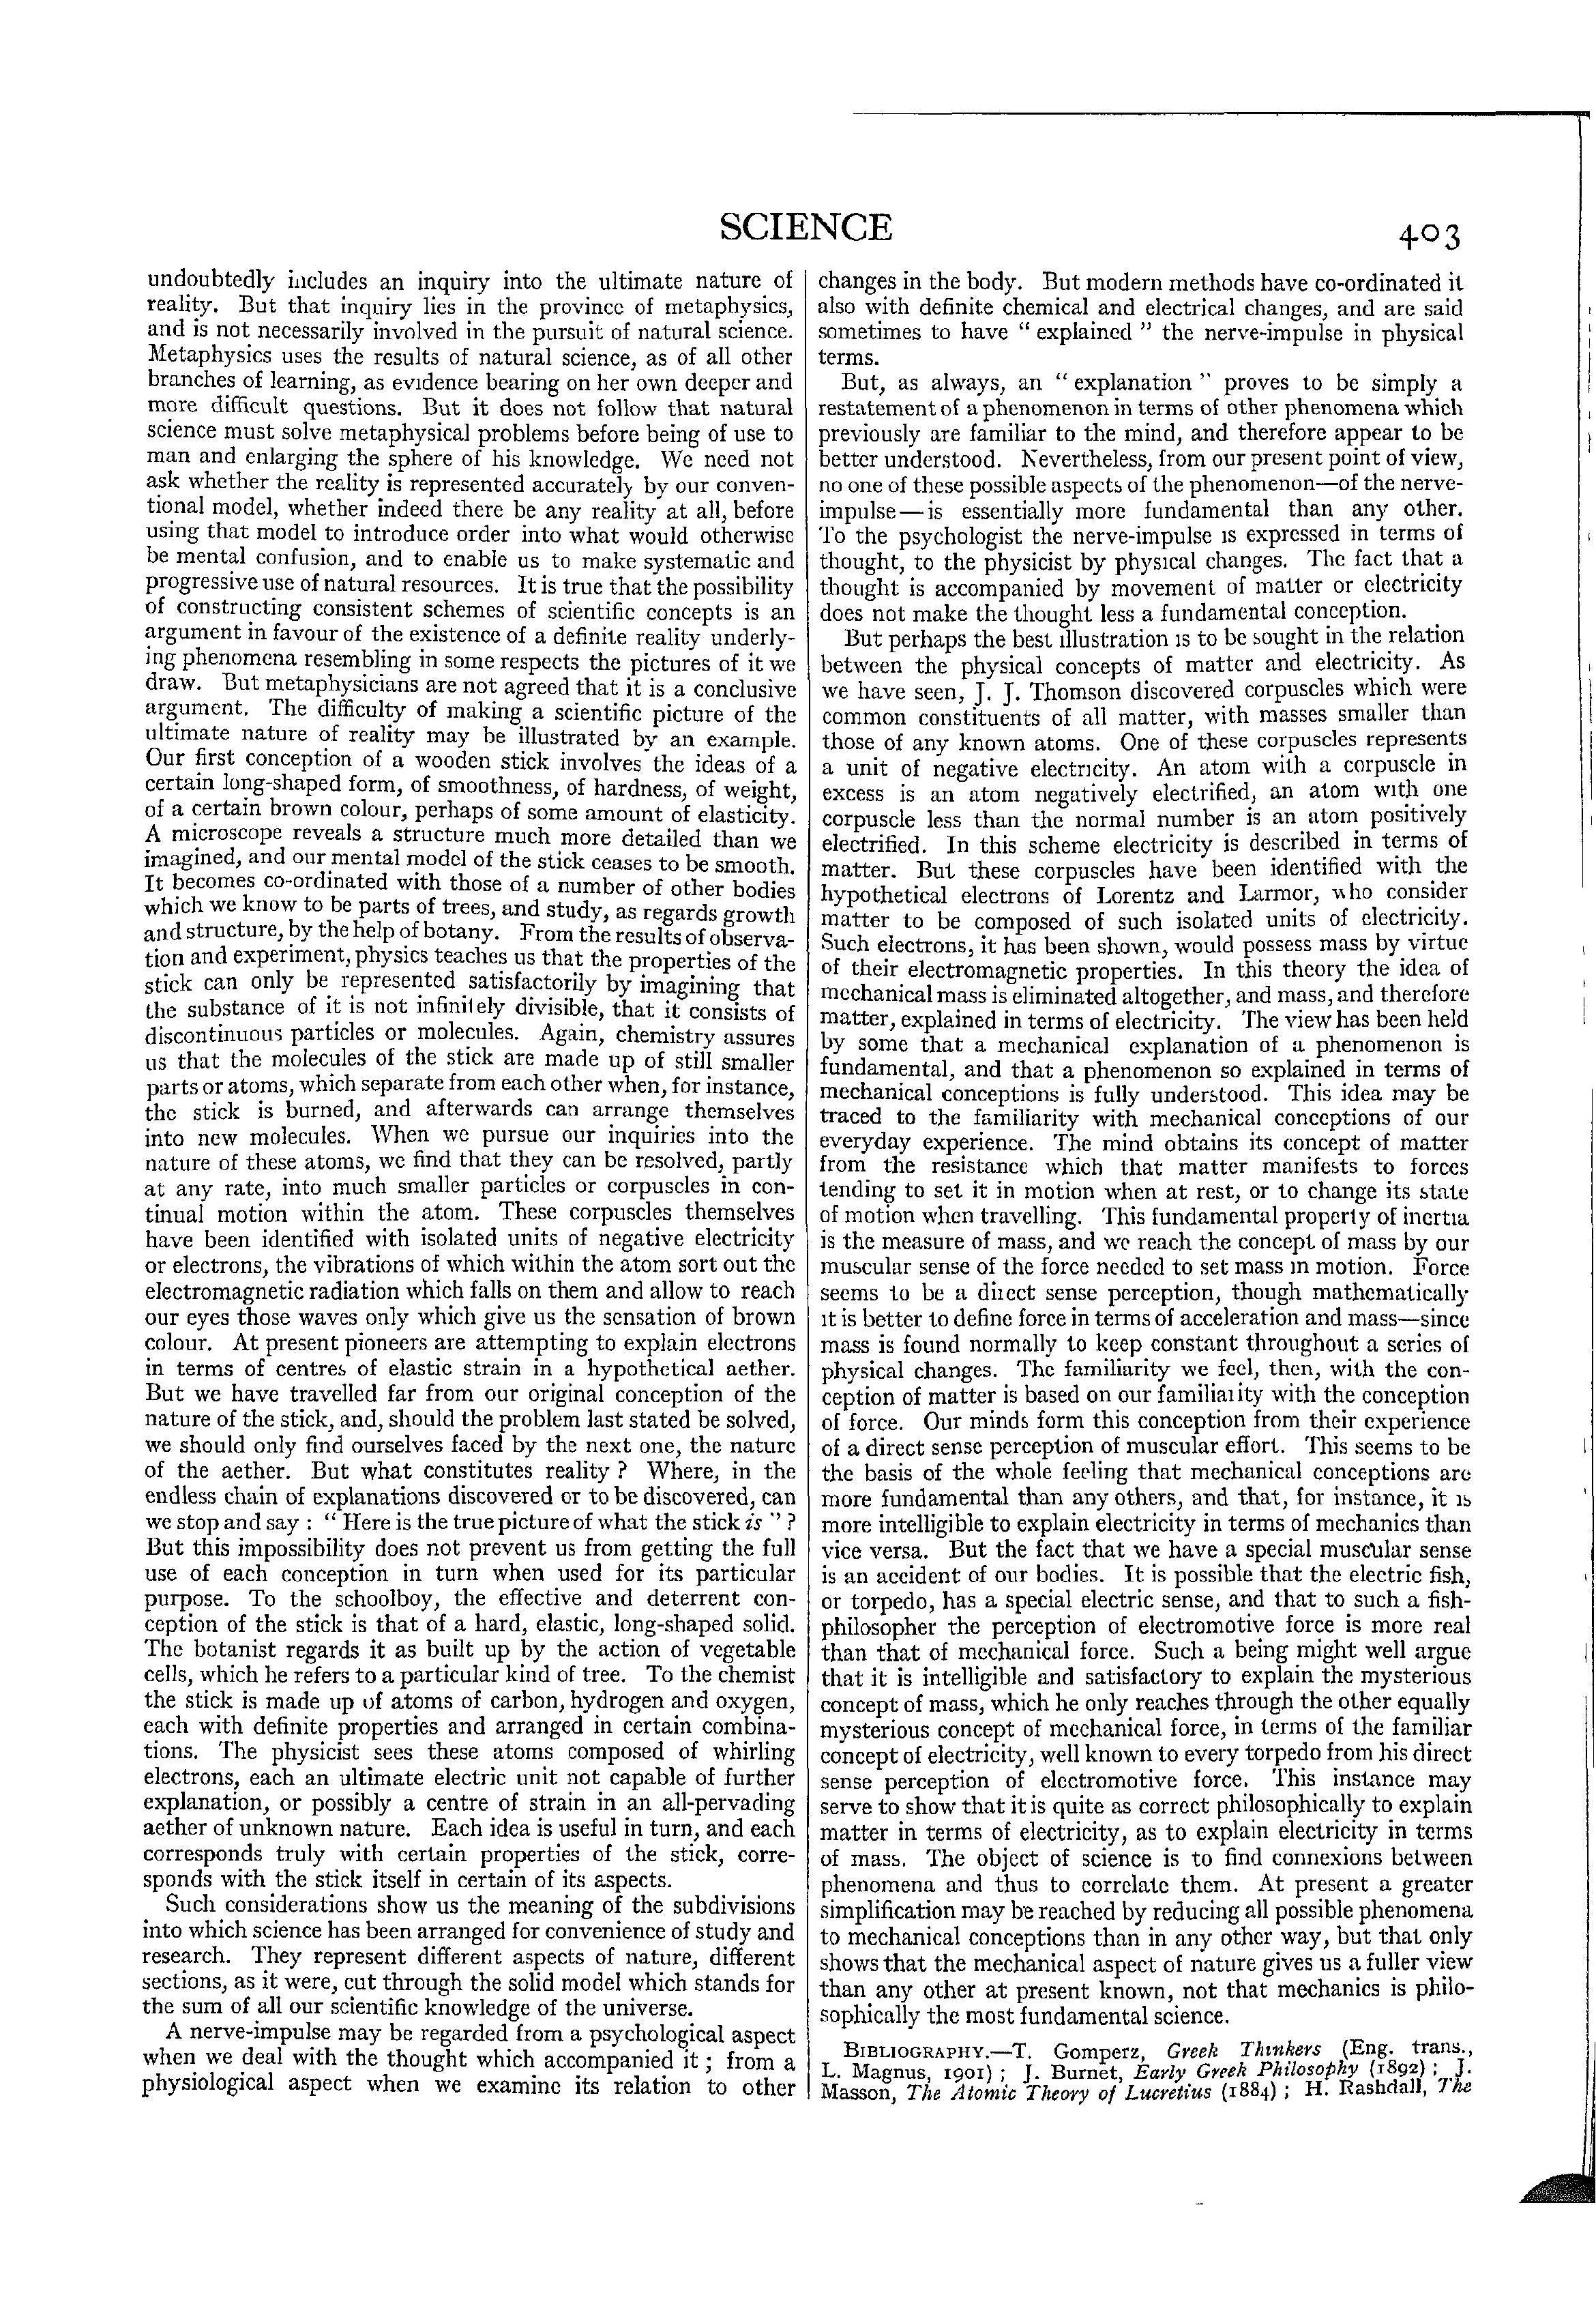 SCIENCE
403
undoubtedly includes an inquiry into the ultimate nature of
reality. But that inquiry lies in the province of metaphysics,
and is not necessarily involved in the pursuit of natural science.
Metaphysics uses the results of natural science, as of all other
branches of learning, as evidence bearing on her own deeper and
more difficult questions. But it does not follow that natural
science must solve metaphysical problems before being of use to
man and enlarging the sphere of his knowledge. We need not
ask whether the reality is represented accurately by our conven-
tional model, whether indeed there be any reality at all, before
using that model to introduce order into what would otherwise
be mental confusion, and to enable us to make systematic and
progressive use of natural resources. It is true that the possibility
of constructing consistent schemes of scientific concepts is an
argument in favour of the existence of a definite reality underly-
ing phenomena resembling in some respects the pictures of it we
draw. But metaphysicians are not agreed that it is a conclusive
argument. The difficulty of making a scientific picture of the
ultimate nature of reality may be illustrated by an example.
Our first conception of a wooden stick involves the ideas of a
certain long-shaped form, of smoothness, of hardness, of weight,
of a certain brown colour, perhaps of some amount of elasticity.
A microscope reveals a structure much more detailed than we
imagined, and our mental model of the stick ceases to be smooth.
It becomes co-ordinated with those of a number of other bodies
which we know to be parts of trees, and study, as regards growth
and structure, by the help of botany. From the results of observa-
tion and experiment, physics teaches us that the properties of the
stick can only be represented satisfactorily by imagining that
the substance of it is not infinitely divisible, that it consists of
discontinuous particles or molecules. Again, chemistry assures
us that the molecules of the stick are made up of still smaller
parts or atoms, which separate from each other when, for instance,
the stick is burned, and afterwards can arrange themselves
into new molecules. When we pursue our inquiries into the
nature of these atoms, we find that they can be resolved, partly
at any rate, into much smaller particles or corpuscles in con-
tinual motion within the atom. These corpuscles themselves
have been identified with isolated units of negative electricity
or electrons, the vibrations of which within the atom sort out the
electromagnetic radiation which falls on them and allow to reach
our eyes those waves only which give us the sensation of brown
colour. At present pioneers are attempting to explain electrons
in terms of centres of elastic strain in a hypothetical aether.
But we have travelled far from our original conception of the
nature of the stick, and, should the problem last stated be solved,
we should only find ourselves faced by the next one, the nature
of the aether. But what constitutes reality ? Where, in the
endless chain of explanations discovered or to be discovered, can
we stop and say : “ Here is the true picture of what the stick is ” ?
But this impossibility does not prevent us from getting the full
use of each conception in turn when used for its particular
purpose. To the schoolboy, the effective and deterrent con-
ception of the stick is that of a hard, elastic, long-shaped solid.
The botanist regards it as built up by the action of vegetable
cells, which he refers to a particular kind of tree. To the chemist
the stick is made up of atoms of carbon, hydrogen and oxygen,
each with definite properties and arranged in certain combina-
tions. The physicist sees these atoms composed of whirling
electrons, each an ultimate electric unit not capable of further
explanation, or possibly a centre of strain in an all-pervading
aether of unknown nature. Each idea is useful in turn, and each
corresponds truly with certain properties of the stick, corre-
sponds with the stick itself in certain of its aspects.
Such considerations show us the meaning of the subdivisions
into which science has been arranged for convenience of study and
research. They represent different aspects of nature, different
sections, as it were, cut through the solid model which stands for
the sum of all our scientific knowledge of the universe.
A nerve-impulse may be regarded from a psychological aspect
when we deal with the thought which accompanied it ; from a
physiological aspect when we examine its relation to other
changes in the body. But modern methods have co-ordinated it
also with definite chemical and electrical changes, and are said
sometimes to have “ explained ” the nerve-impulse in physical
terms.
But, as always, an “ explanation ” proves to be simply a
restatement of a phenomenon in terms of other phenomena which
previously are familiar to the mind, and therefore appear to be
better understood. Nevertheless, from our present point of view,
no one of these possible aspects of the phenomenon—of the nerve-
impulse—is essentially more fundamental than any other.
To the psychologist the nerve-impulse is expressed in terms of
thought, to the physicist by physical changes. The fact that a
thought is accompanied by movement of matter or electricity
does not make the thought less a fundamental conception.
But perhaps the best illustration is to be sought in the relation
between the physical concepts of matter and electricity. As
we have seen, J. J. Thomson discovered corpuscles which were
common constituents of all matter, with masses smaller than
those of any known atoms. One of these corpuscles represents
a unit of negative electricity. An atom with a corpuscle in
excess is an atom negatively electrified, an atom with one
corpuscle less than the normal number is an atom positively
electrified. In this scheme electricity is described in terms of
matter. But these corpuscles have been identified with the
hypothetical electrons of Lorentz and Larmor, who consider
matter to be composed of such isolated units of electricity.
Such electrons, it has been shown, would possess mass by virtue
of their electromagnetic properties. In this theory the idea of
mechanical mass is eliminated altogether, and mass, and therefore
matter, explained in terms of electricity. The view has been held
by some that a mechanical explanation of a phenomenon is
fundamental, and that a phenomenon so explained in terms of
mechanical conceptions is fully understood. This idea may be
traced to the familiarity with mechanical conceptions of our
everyday experience. The mind obtains its concept of matter
from the resistance which that matter manifests to forces
tending to set it in motion when at rest, or to change its state
of motion when travelling. This fundamental property of inertia
is the measure of mass, and we reach the concept of mass by our
muscular sense of the force needed to set mass in motion. Force
seems to be a direct sense perception, though mathematically
it is better to define force in terms of acceleration and mass—since
mass is found normally to keep constant throughout a series of
physical changes. The familiarity we feel, then, with the con-
ception of matter is based on our familiarity with the conception
of force. Our minds form this conception from their experience
of a direct sense perception of muscular effort. This seems to be
the basis of the whole feeling that mechanical conceptions are
more fundamental than any others, and that, for instance, it is
more intelligible to explain electricity in terms of mechanics than
vice versa. But the fact that we have a special muscular sense
is an accident of our bodies. It is possible that the electric fish,
or torpedo, has a special electric sense, and that to such a fish-
philosopher the perception of electromotive force is more real
than that of mechanical force. Such a being might well argue
that it is intelligible and satisfactory to explain the mysterious
concept of mass, which he only reaches through the other equally
mysterious concept of mechanical force, in terms of the familiar
concept of electricity, well known to every torpedo from his direct
sense perception of electromotive force. This instance may
serve to show that it is quite as correct philosophically to explain
matter in terms of electricity, as to explain electricity in terms
of mass. The object of science is to find connexions between
phenomena and thus to correlate them. At present a greater
simplification may be reached by reducing all possible phenomena
to mechanical conceptions than in any other way, but that only
shows that the mechanical aspect of nature gives us a fuller view
than any other at present known, not that mechanics is philo-
sophically the most fundamental science.
BIBLIOGRAPHY.—T. Gomperz, Greek Thinkers (Eng. trans.,
L. Magnus, 1901) ; J. Burnet, Early Greek Philosophy (1892) ; J.
Masson, The Atomic Theory of Lucretius (1884) ; H. Rashdall, The